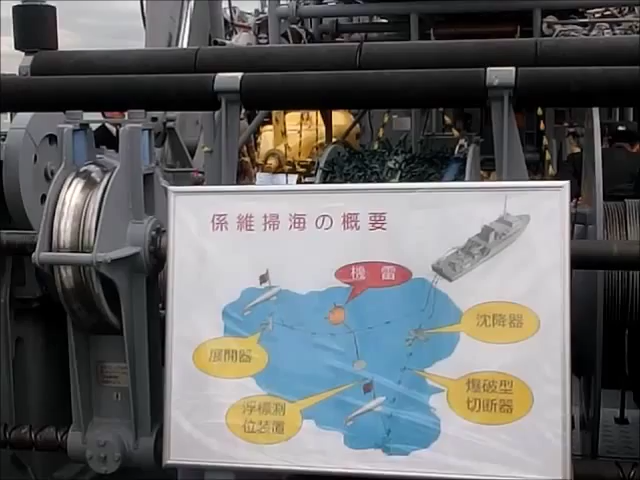 係維掃海の概要
機雷
沈降器
展開器
爆破型
切断器
浮標測
位装置